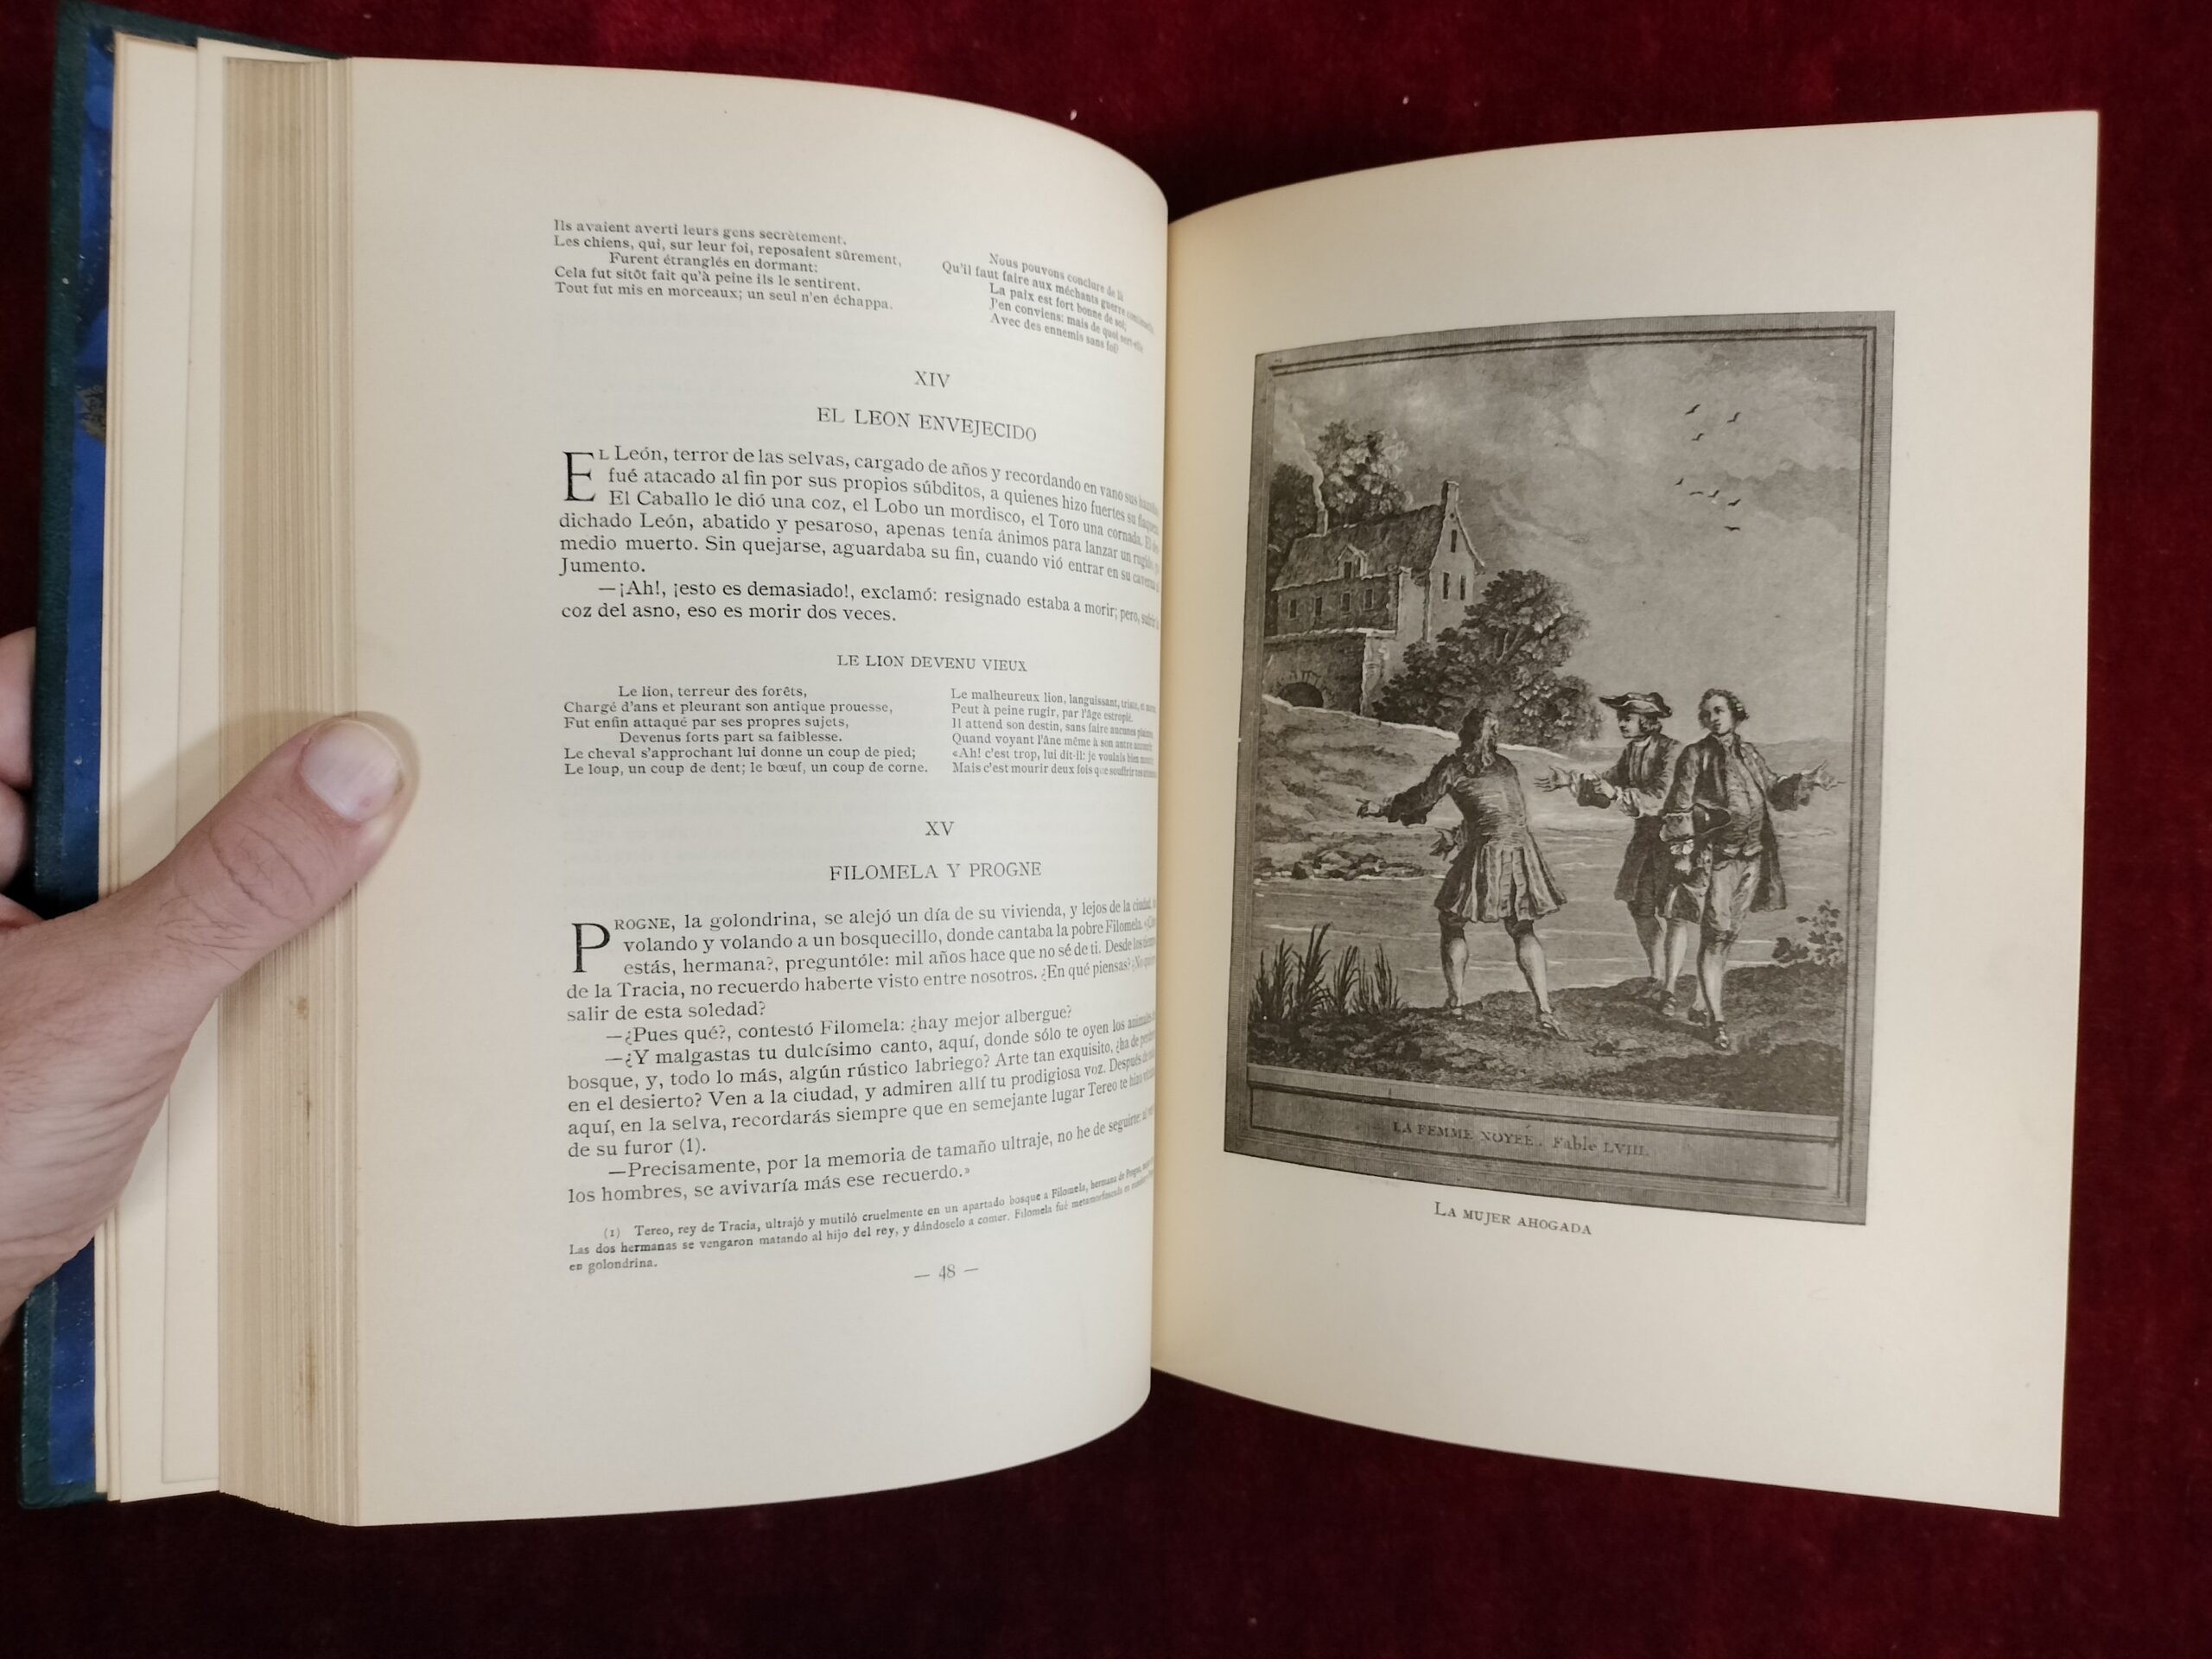 Ils avaient averti leurs gens secrètement.
Les chiens, qui, sur leur foi, reposaient sûrement,
Furent étranglés en dormant:
Cela fut sitôt fait qu'à peine ils le sentirent.
Tout fut mis en morceaux; un seul n'en échappa.
Nous pouvons conclure de là
Qu'il faut faire aux méchants guerre
La paix est fort bonne de soi,
J'en conviens: mais de quoi sert-elle
Avec des ennemis sans foi?
XIV
EL LEON ENVEJECIDO
EL León, terror de las selvas, cargado de años y recordando en vano sus
fué atacado al fin por sus propios súbditos, a quienes hizo fuertes su
El Caballo le dió una coz, el Lobo un mordisco, el Toro una cornada. El
dichado León, abatido y pesaroso, apenas tenía ánimos para lanzar un rugido,
medio muerto. Sin quejarse, aguardaba su fin, cuando vió entrar en su caverna
Jumento.
—¡Ah!, ¡esto es demasiado!, exclamó: resignado estaba a morir; pero, sufrir
coz del asno, eso es morir dos veces.
LE LION DEVENU VIEUX
Le lion, terreur des forêts,
Chargé d'ans et pleurant son antique prouesse,
Fut enfin attaqué par ses propres sujets,
Devenus forts part sa faiblesse.
Le cheval s'approchant lui donne un coup de pied;
Le loup, un coup de dent; le bœuf, un coup de corne.
Le malheureux lion, languissant, triste, et
Peut à peine rugir, par l'âge estropié.
Il attend son destin, sans faire aucunes
Quand voyant l'âne même à son antre
«Ah! c'est trop, lui dit-il: je voulais bien
Mais c'est mourir deux fois que souffrir
XV
FILOMELA Y PROGNE
PROGNE, la golondrina, se alejó un día de su vivienda, y lejos de la ciudad,
volando y volando a un bosquecillo, donde cantaba la pobre Filomela.
estás, hermana?, preguntóle: mil años hace que no sé de ti. Desde los
de la Tracia, no recuerdo haberte visto entre nosotros. ¿En qué piensas?
salir de esta soledad?
—¿Pues qué?, contestó Filomela: ¿hay mejor albergue?
—¿Y malgastas tu dulcísimo canto, aquí, donde sólo te oyen los animales
bosque, y, todo lo más, algún rústico labriego? Arte tan exquisito, ¿ha de
en el desierto? Ven a la ciudad, y admiren allí tu prodigiosa voz. Después
aquí, en la selva, recordarás siempre que en semejante lugar Tereo te hizo
de su furor (1).
—Precisamente, por la memoria de tamaño ultraje, no he de seguirte:
los hombres, se avivaría más ese recuerdo.»
(1) Tereo, rey de Tracia, ultrajó y mutiló cruelmente en un apartado bosque a Filomela, hermana de Progne,
Las dos hermanas se vengaron matando al hijo del rey, y dándoselo a comer. Filomela fué metamorfoseada en
en golondrina.
— 48 —
LA FEMME NOYÉE. Fable LVIII.
LA MUJER AHOGADA